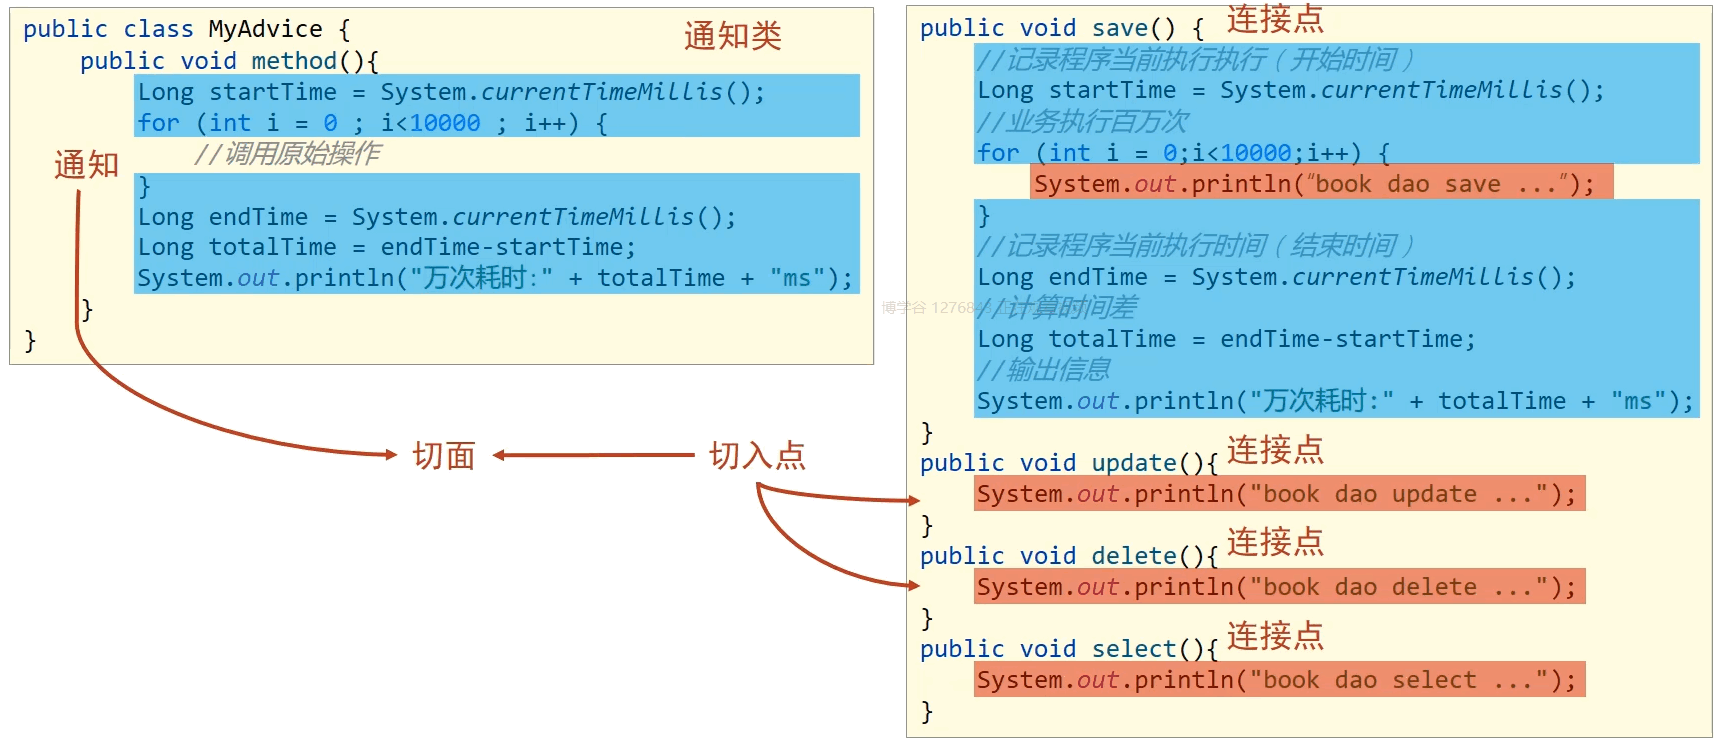 public class MyAdvice {
通知类
public void method(){
Long startTime = System.currentTimeMillis();
for (int i = 0 ; i<10000 ; i++) {
//调用原始操作
通知
}
Long endTime = System.currentTimeMillis();
Long totalTime = endTime-startTime;
System.out.println("万次耗时:" + totalTime + "ms");
}
}
切面
切入点
public void save() {
连接点
//记录程序当前执行执行（开始时间）
Long startTime = System.currentTimeMillis();
//业务执行百万次
for (int i = 0;i<10000;i++) {
System.out.println(“book dao save ...”);
}
//记录程序当前执行时间（结束时间）
Long endTime = System.currentTimeMillis();
博学谷
//计算时间差
Long totalTime = endTime-startTime;
//输出信息
System.out.println("万次耗时:" + totalTime + "ms");
}
public void update(){
连接点
System.out.println("book dao update ...");
}
public void delete(){
连接点
System.out.println("book dao delete ...");
}
public void select(){
连接点
System.out.println("book dao select ...");
}